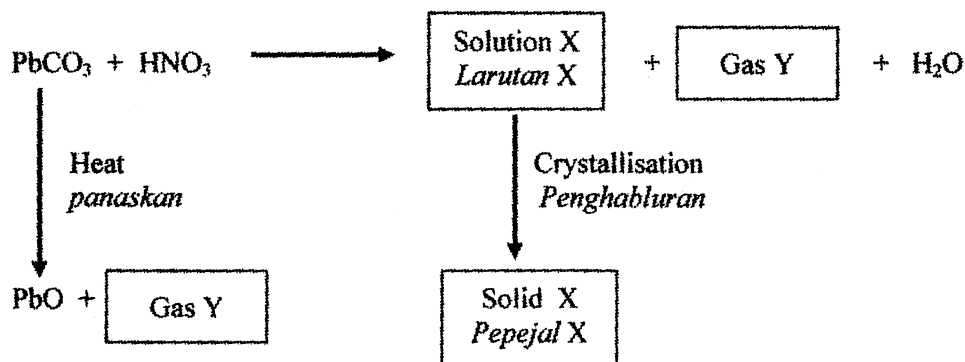 PbCO₃ + HNO₃ Solution X + Gas Y + H₂O
Larutan X
Heat
panaskan
Crystallisation
Penghabluran
PbO + Gas Y
Solid X
Pepejal X